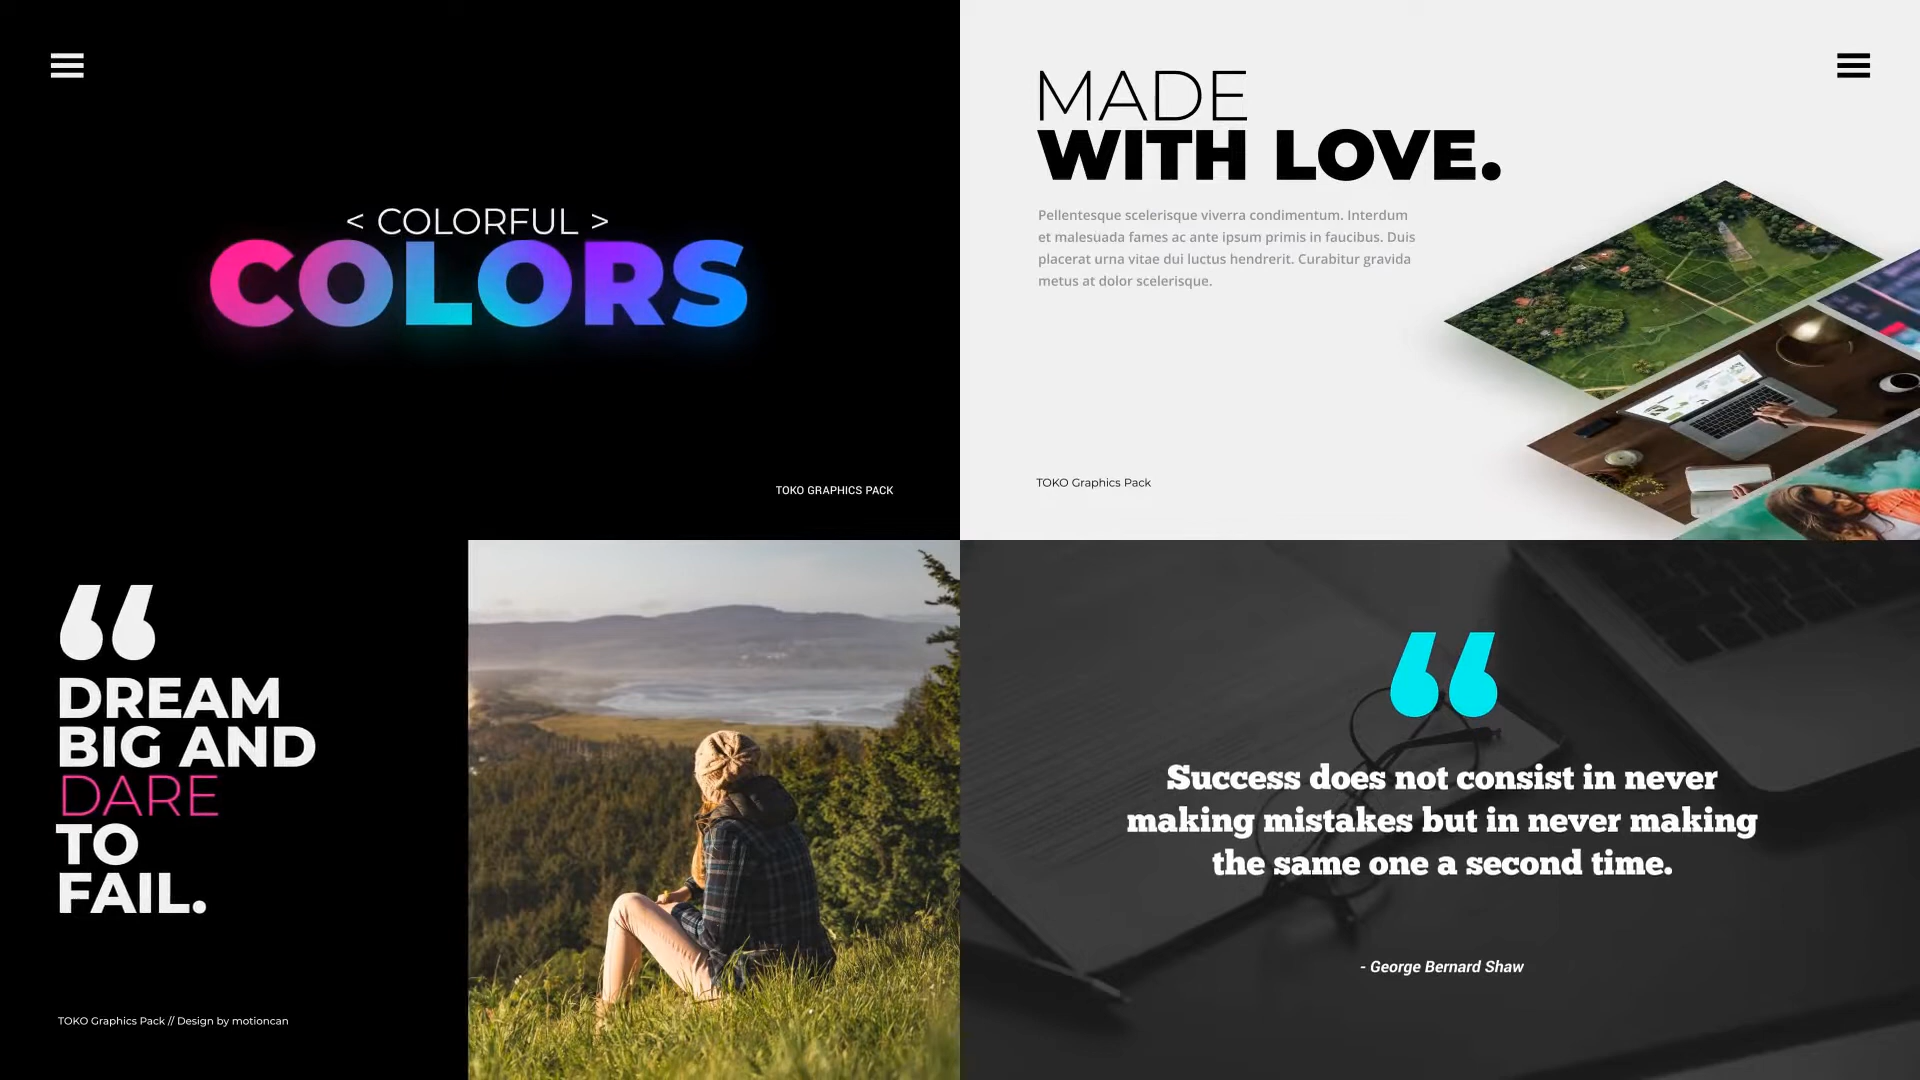 < COLORFUL >
COLORS
TOKO GRAPHICS PACK
MADE
WITH LOVE.
Pellentesque scelerisque viverra condimentum. Interdum
et malesuada fames ac ante ipsum primis in faucibus. Duis
placerat urna vitae dui luctus hendrerit. Curabitur gravida
metus at dolor scelerisque.
TOKO Graphics Pack
“
DREAM
BIG AND
DARE
TO
FAIL.
TOKO Graphics Pack // Design by motioncan
“
Success does not consist in never
making mistakes but in never making
the same one a second time.
- George Bernard Shaw